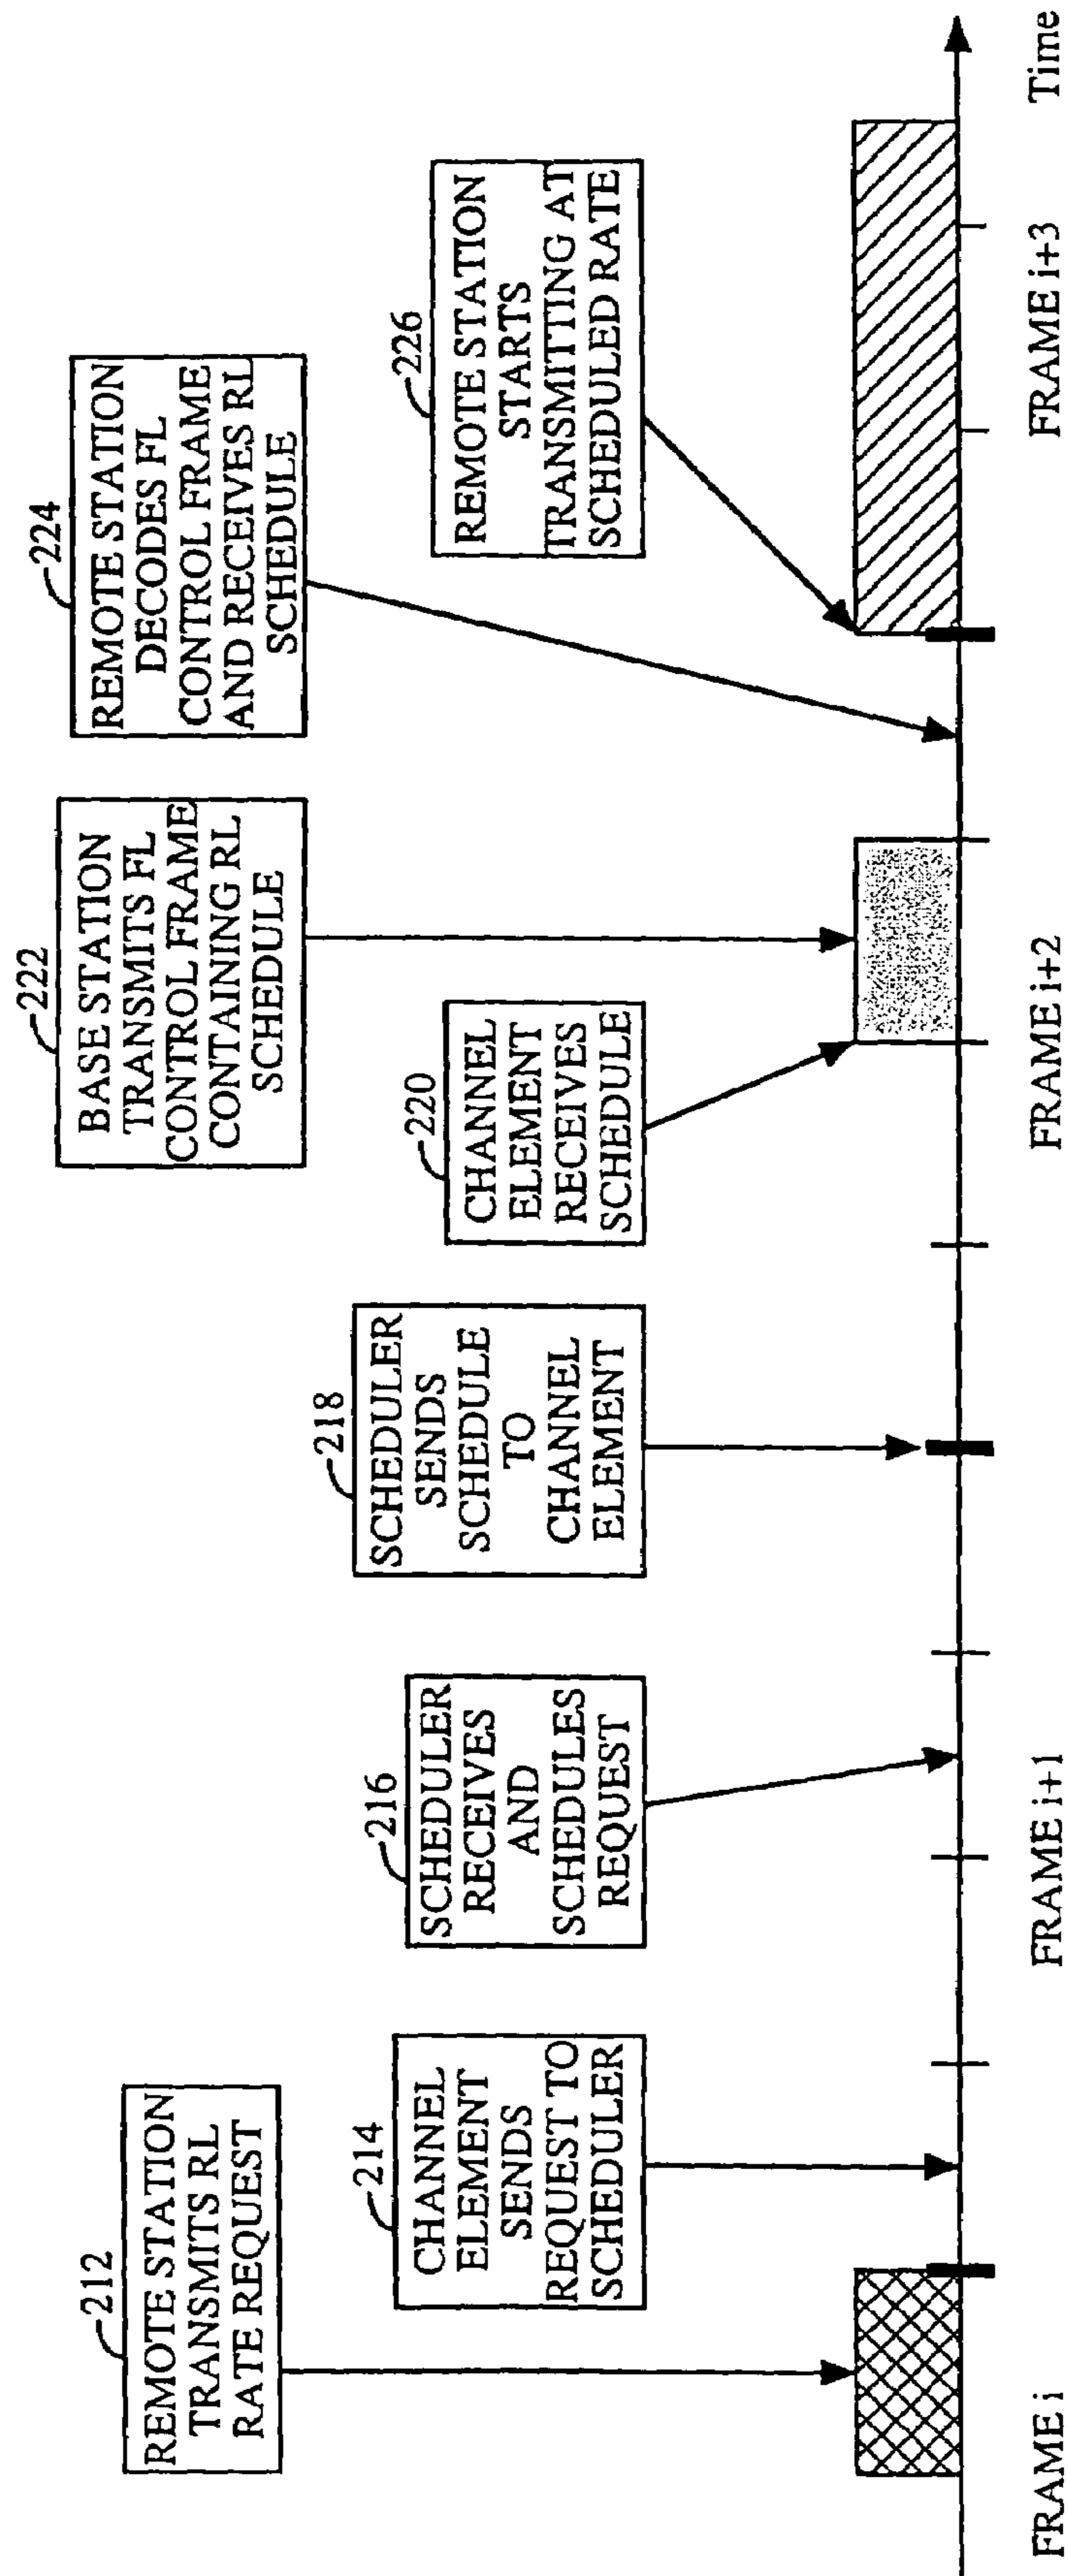 212
REMOTE STATION
TRANSMITS RL
RATE REQUEST
214
CHANNEL
ELEMENT
SENDS
REQUEST TO
SCHEDULER
216
SCHEDULER
RECEIVES
AND
SCHEDULES
REQUEST
218
SCHEDULER
SENDS
SCHEDULE
TO
CHANNEL
ELEMENT
220
CHANNEL
ELEMENT
RECEIVES
SCHEDULE
222
BASE STATION
TRANSMITS FL
CONTROL FRAME
CONTAINING RL
SCHEDULE
224
REMOTE STATION
DECODES FL
CONTROL FRAME
AND RECEIVES RL
SCHEDULE
226
REMOTE STATION
STARTS
TRANSMITTING AT
SCHEDULED RATE
FRAME i
FRAME i+1
FRAME i+2
FRAME i+3
Time